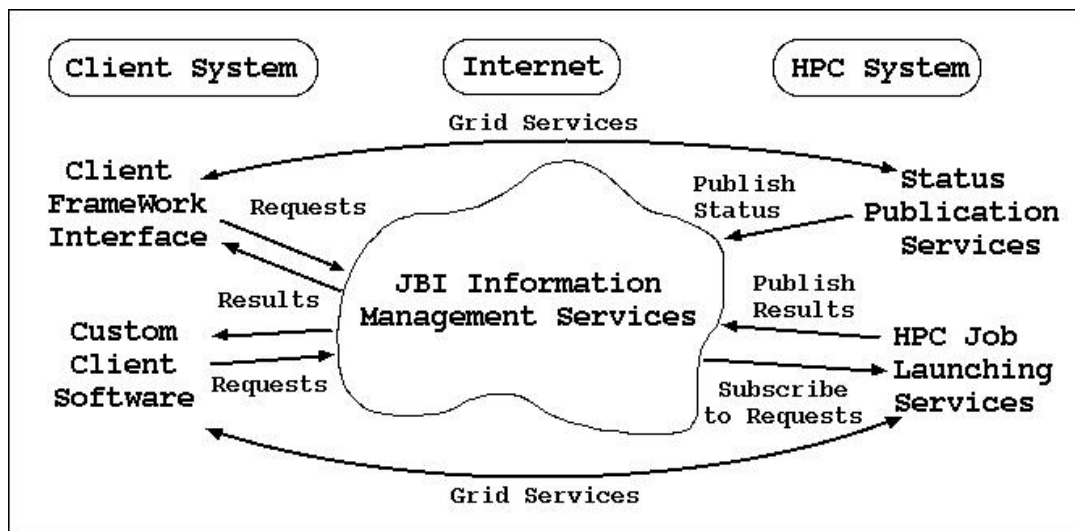 Client System
Internet
HPC System
Grid Services
Client
FrameWork
Interface
Requests
Publish
Status
Status
Publication
Services
JBI Information
Management Services
Results
Publish
Results
Custom
Client
Software
Requests
HPC Job
Launching
Services
Subscribe
to Requests
Grid Services